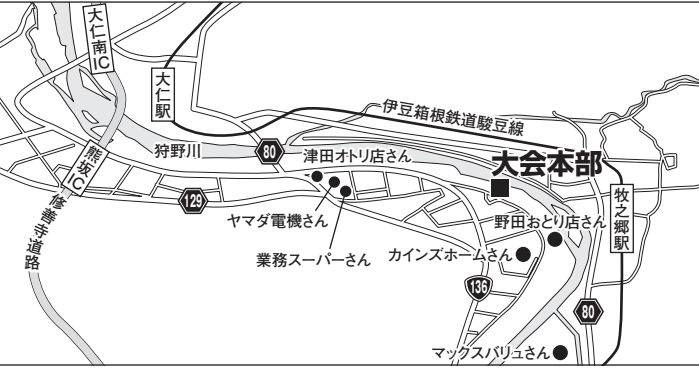 大仁南IC
大仁駅
伊豆箱根鉄道駿豆線
狩野川
80
津田オトリ店さん
大会本部
熊坂IC
129
ヤマダ電機さん
野田おとり店さん
牧之郷駅
修善寺道路
業務スーパーさん
カインズホームさん
136
80
マックスバリュさん